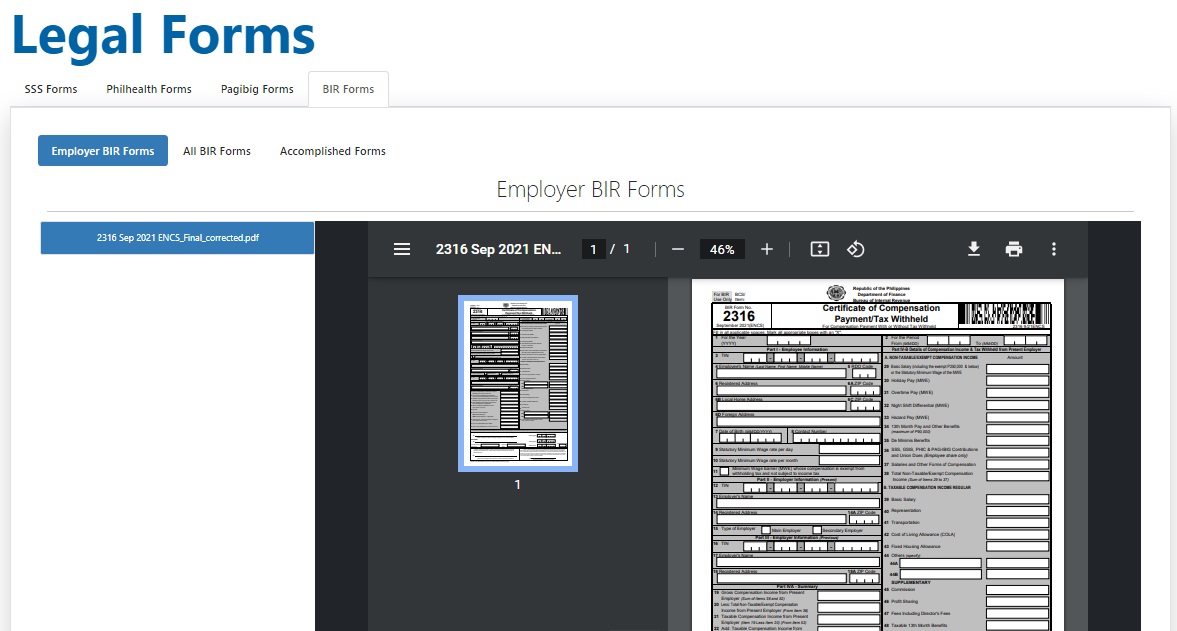 Legal Forms
SSS Forms
Philhealth Forms
Pagibig Forms
BIR Forms
Employer BIR Forms
All BIR Forms
Accomplished Forms
Employer BIR Forms
2316 Sep 2021 ENCS_Final_corrected.pdf
2316 Sep 2021 EN...
1 / 1
46%
1
Republic of the Philippines
Department of Finance
Bureau of Internal Revenue
For BIR Use Only
BCS/ Item:
BIR Form No.
2316
September 2021(ENCS)
Certificate of Compensation
Payment/Tax Withheld
For Compensation Payment With or Without Tax Withheld
2316 9/21ENCS
1 For the Year (YYYY)
2 For the Period
From (MM/DD)
To (MM/DD)
Part I - Employee Information
3 TIN
4 Employee's Name (Last Name, First Name, Middle Name)
5 RDO Code
6 Registered Address
6A ZIP Code
6B Local Home Address
6C ZIP Code
6D Foreign Address
7 Date of Birth (MM/DD/YYYY)
8 Contact Number
9 Statutory Minimum Wage rate per day
10 Statutory Minimum Wage rate per month
11 Minimum Wage Earner (MWE) whose compensation is exempt from
withholding tax and not subject to income tax
Part II - Employer Information (Present)
12 TIN
13 Employer's Name
14 Registered Address
14A ZIP Code
15 Type of Employer
Main Employer
Secondary Employer
Part III - Employer Information (Previous)
16 TIN
17 Employer's Name
18 Registered Address
18A ZIP Code
Part IVA - Summary
19 Gross Compensation Income from Present
Employer (Sum of Items 38 and 52)
20 Less: Total Non-Taxable/Exempt Compensation
Income from Present Employer (From Item 38)
21 Taxable Compensation Income from Present
Employer (Item 19 Less Item 20) (From Item 52)
22 Add: Taxable Compensation Income from
Part IV-B Details of Compensation Income & Tax Withheld from Present Employer
A. NON-TAXABLE/EXEMPT COMPENSATION INCOME
Amount
29 Basic Salary (including the exempt P250,000 & below)
or the Statutory Minimum Wage of the MWE
30 Holiday Pay (MWE)
31 Overtime Pay (MWE)
32 Night Shift Differential (MWE)
33 Hazard Pay (MWE)
34 13th Month Pay and Other Benefits
(maximum of P90,000)
35 De Minimis Benefits
36 SSS, GSIS, PHIC & PAG-IBIG Contributions
and Union Dues (Employee share only)
37 Salaries and Other Forms of Compensation
38 Total Non-Taxable/Exempt Compensation
Income (Sum of Items 29 to 37)
B. TAXABLE COMPENSATION INCOME REGULAR
39 Basic Salary
40 Representation
41 Transportation
42 Cost of Living Allowance (COLA)
43 Fixed Housing Allowance
44 Others (specify)
44A
44B
SUPPLEMENTARY
45 Commission
46 Profit Sharing
47 Fees Including Director's Fees
48 Taxable 13th Month Benefits